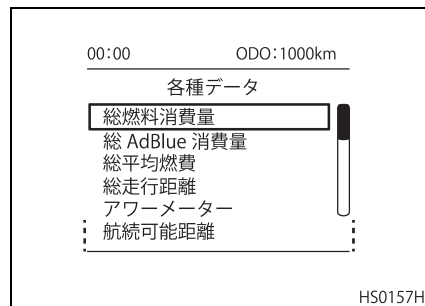 00:00 ODO:1000km
各種データ
総燃料消費量
総 AdBlue 消費量
総平均燃費
総走行距離
アワーメーター
航続可能距離
HS0157H